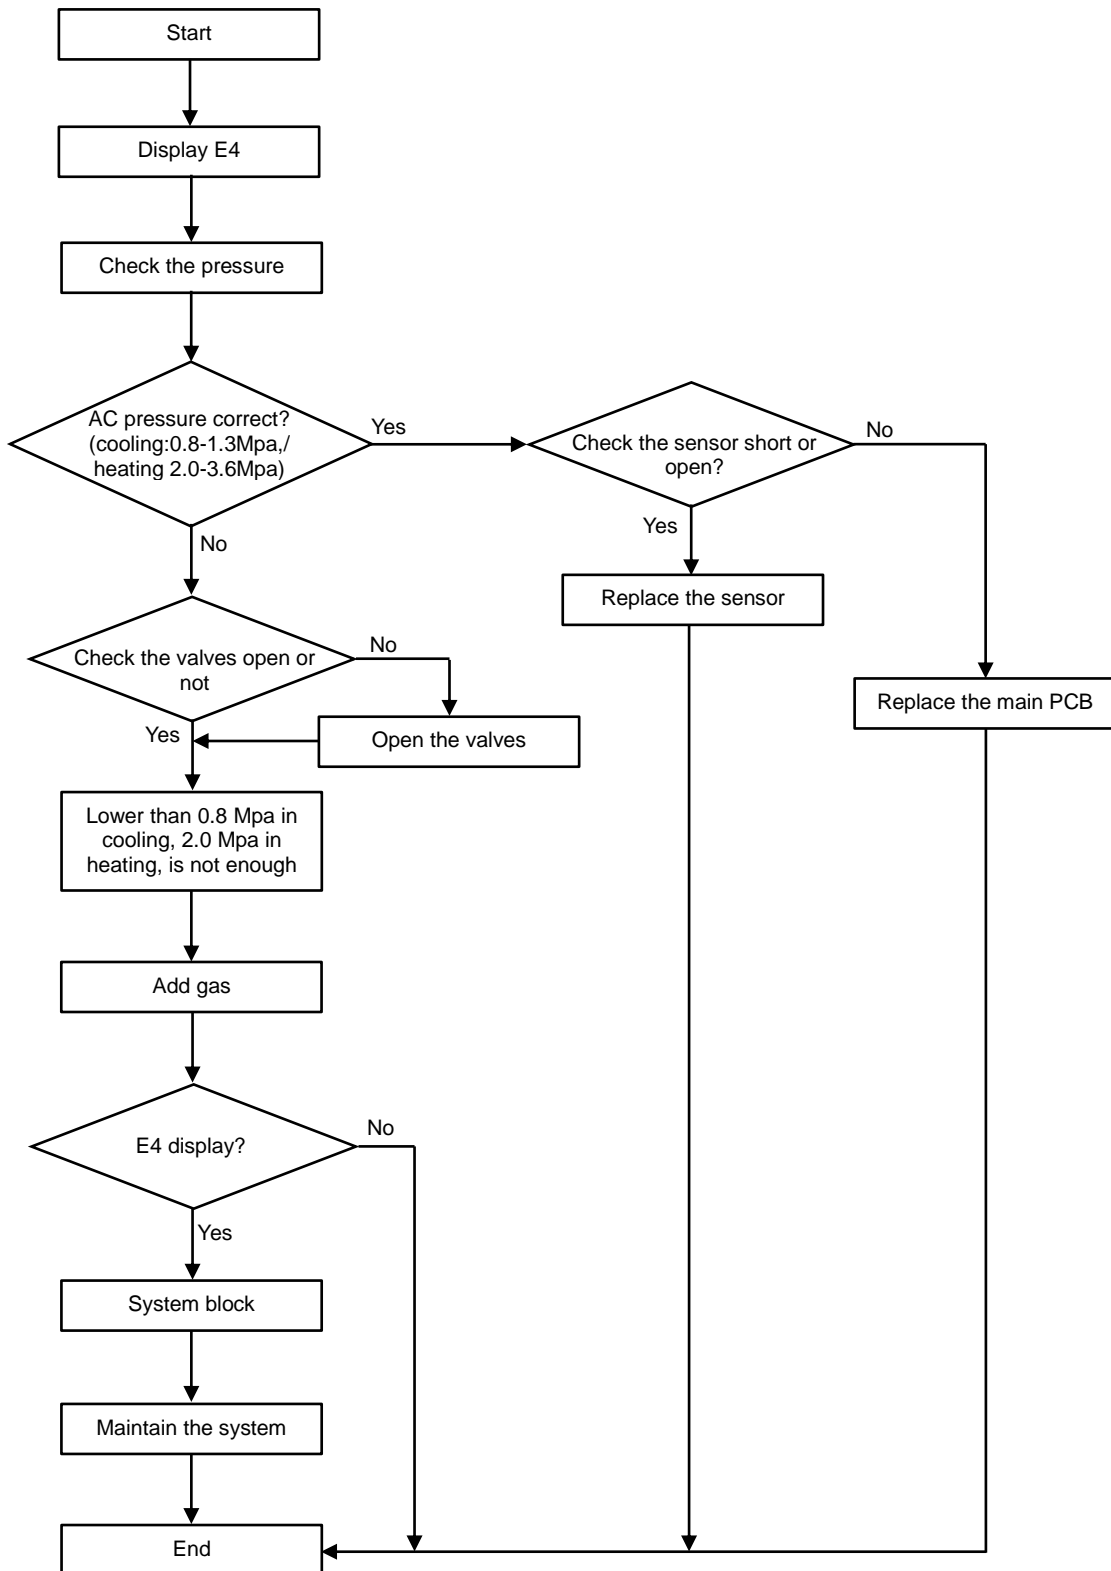 Start
Display E4
Check the pressure
AC pressure correct?
(cooling:0.8-1.3Mpa,/
heating 2.0-3.6Mpa)
Yes
No
Check the sensor short or
open?
No
Yes
Replace the sensor
Replace the main PCB
Check the valves open or
not
No
Yes
Open the valves
Lower than 0.8 Mpa in
cooling, 2.0 Mpa in
heating, is not enough
Add gas
E4 display?
No
Yes
System block
Maintain the system
End